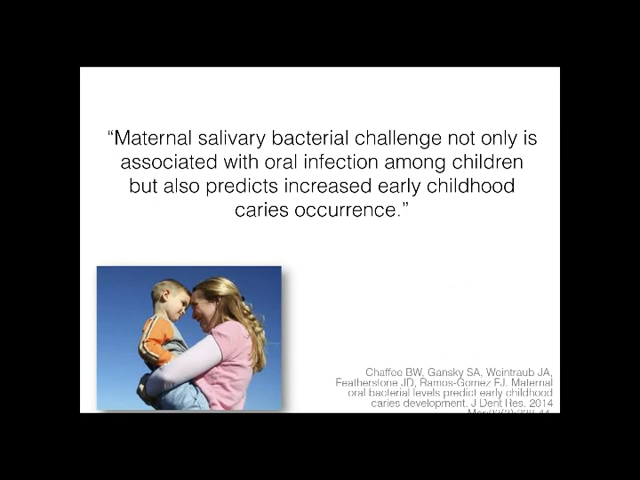 “Maternal salivary bacterial challenge not only is
associated with oral infection among children
but also predicts increased early childhood
caries occurrence.”
Chaffee BW, Gansky SA, Weintraub JA,
Featherstone JD, Ramos-Gomez FJ. Maternal
oral bacterial levels predict early childhood
caries development. J Dent Res. 2014